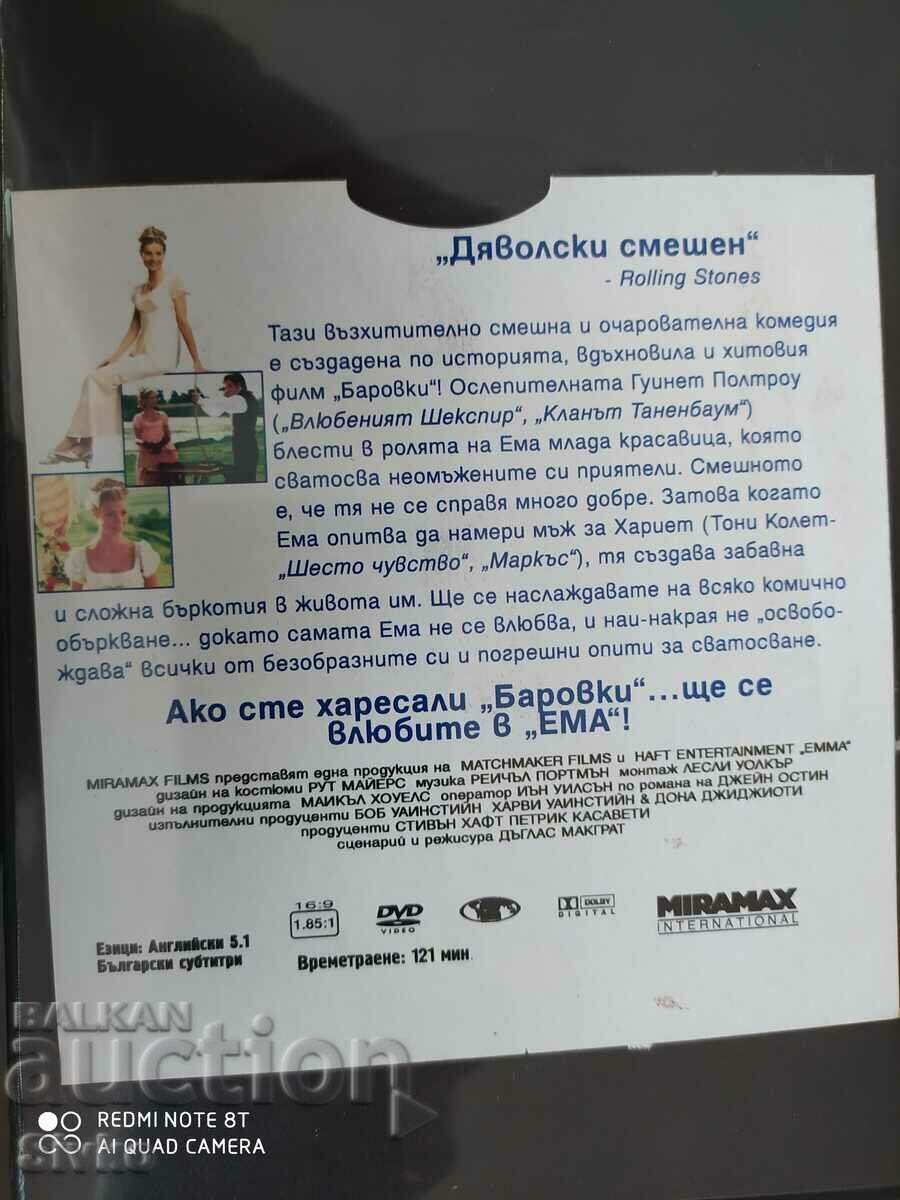 „Дяволски смешен“
- Rolling Stones
Тази възхитително смешна и очарователна комедия
е създадена по историята, вдъхновила и хитовия
филм „Баровки“! Ослепителната Гуинет Полтроу
(„Влюбеният Шекспир“, „Кланът Таненбаум“)
блести в ролята на Ема млада красавица, която
сватосва неомъжените си приятели. Смешното
е, че тя не се справя много добре. Затова когато
Ема опитва да намери мъж за Хариет (Тони Колет-
„Шесто чувство“, „Маркъс“), тя създава забавна
и сложна бъркотия в живота им. Ще се наслаждавате на всяко комично
объркване... докато самата Ема не се влюбва, и най-накрая не „освобо-
ждава“ всички от безобразните си и погрешни опити за сватосване.
Ако сте харесали „Баровки“...ще се
влюбите в „ЕМА“!
MIRAMAX FILMS представят една продукция на MATCHMAKER FILMS и HAFT ENTERTAINMENT „EMMA“
дизайн на костюми РУТ МАЙЕРС музика РЕЙЧЪЛ ПОРТМЪН монтаж ЛЕСЛИ УОЛКЪР
дизайн на продукцията МАИКЪЛ ХОУЕЛС оператор ИЪН УИЛСЪН по романа на ДЖЕЙН ОСТИН
изпълнителни продуценти БОБ УАИНСТИЙН ХАРВИ УАИНСТИЙН & ДОНА ДЖИДЖИОТИ
продуценти СТИВЪН ХАФТ ПЕТРИК КАСАВЕТИ
сценарий и режисура ДЪГЛАС МАКГРАТ
16:9
1.85:1
DVD
VIDEO
DOLBY
DIGITAL
MIRAMAX
INTERNATIONAL
Езици: Английски 5.1
Български субтитри
Времетраене: 121 мин.
BALKAN
auction
REDMI NOTE 8T
AI QUAD CAMERA
Sivko